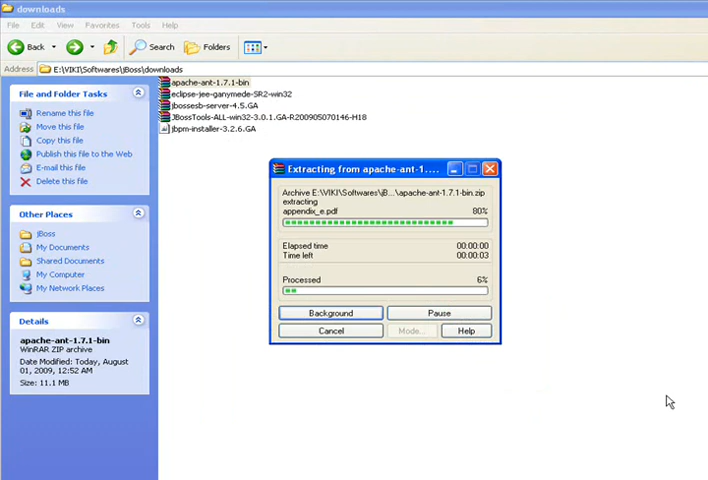 downloads
File Edit View Favorites Tools Help
Back Search Folders
Address E:\VIKI\Softwares\jBoss\downloads
File and Folder Tasks
Rename this file
Move this file
Copy this file
Publish this file to the Web
E-mail this file
Delete this file
Other Places
jBoss
My Documents
Shared Documents
My Computer
My Network Places
Details
apache-ant-1.7.1-bin
WinRAR ZIP archive
Date Modified: Today, August
01, 2009, 12:52 AM
Size: 11.1 MB
apache-ant-1.7.1-bin
eclipse-jee-ganymede-SR2-win32
jbossesb-server-4.5.GA
JBossTools-ALL-win32-3.0.1.GA-R200905070146-H18
jbpm-installer-3.2.6.GA
Extracting from apache-ant-1....
Archive E:\VIKI\Softwares\jB...\apache-ant-1.7.1-bin.zip
extracting
appendix_e.pdf 80%
Elapsed time 00:00:00
Time left 00:00:03
Processed 6%
Background Pause
Cancel Mode... Help